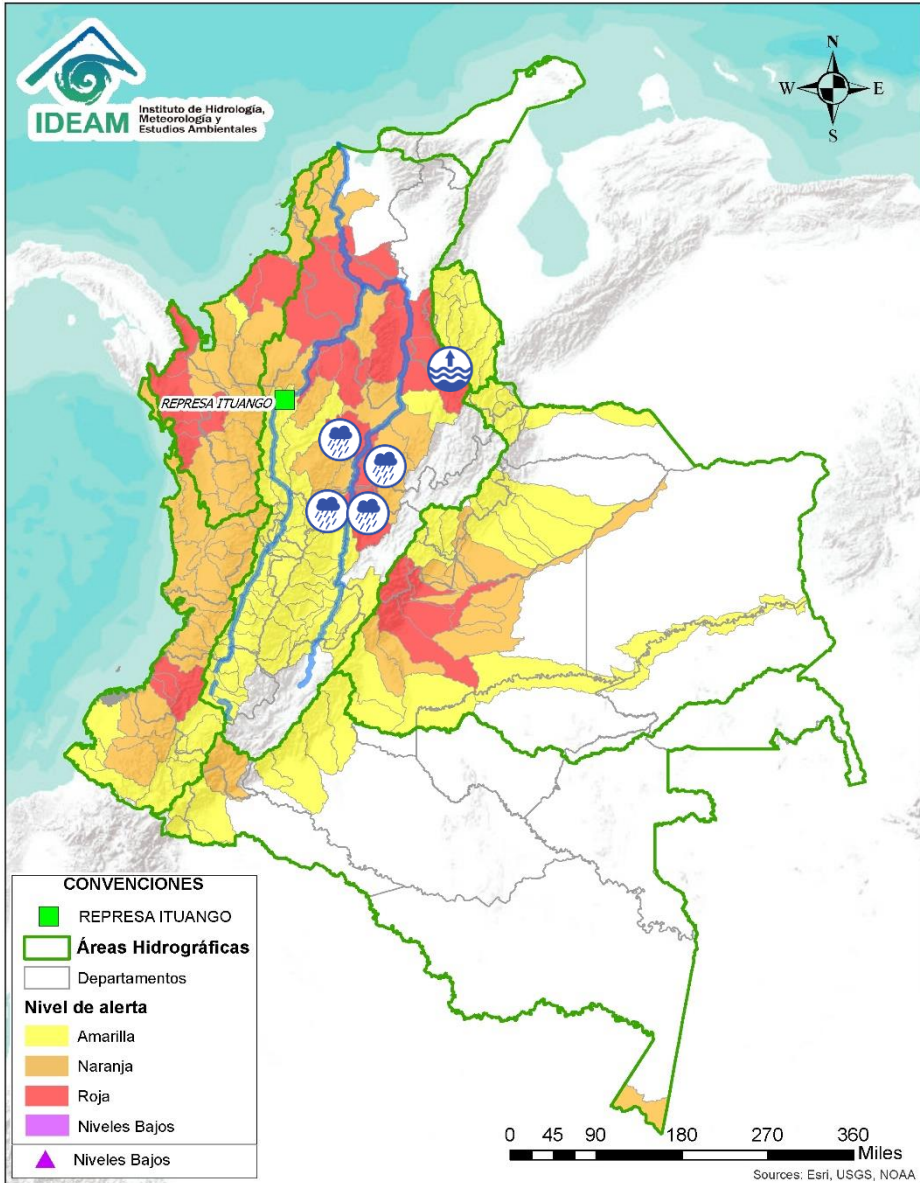 IDEAM
Instituto de Hidrología,
Meteorología y
Estudios Ambientales
N
W
E
S
REPRESA ITUANGO
CONVENCIONES
REPRESA ITUANGO
Áreas Hidrográficas
Departamentos
Nivel de alerta
Amarilla
Naranja
Roja
Niveles Bajos
Niveles Bajos
0 45 90 180 270 360
Miles
Sources: Esri, USGS, NOAA